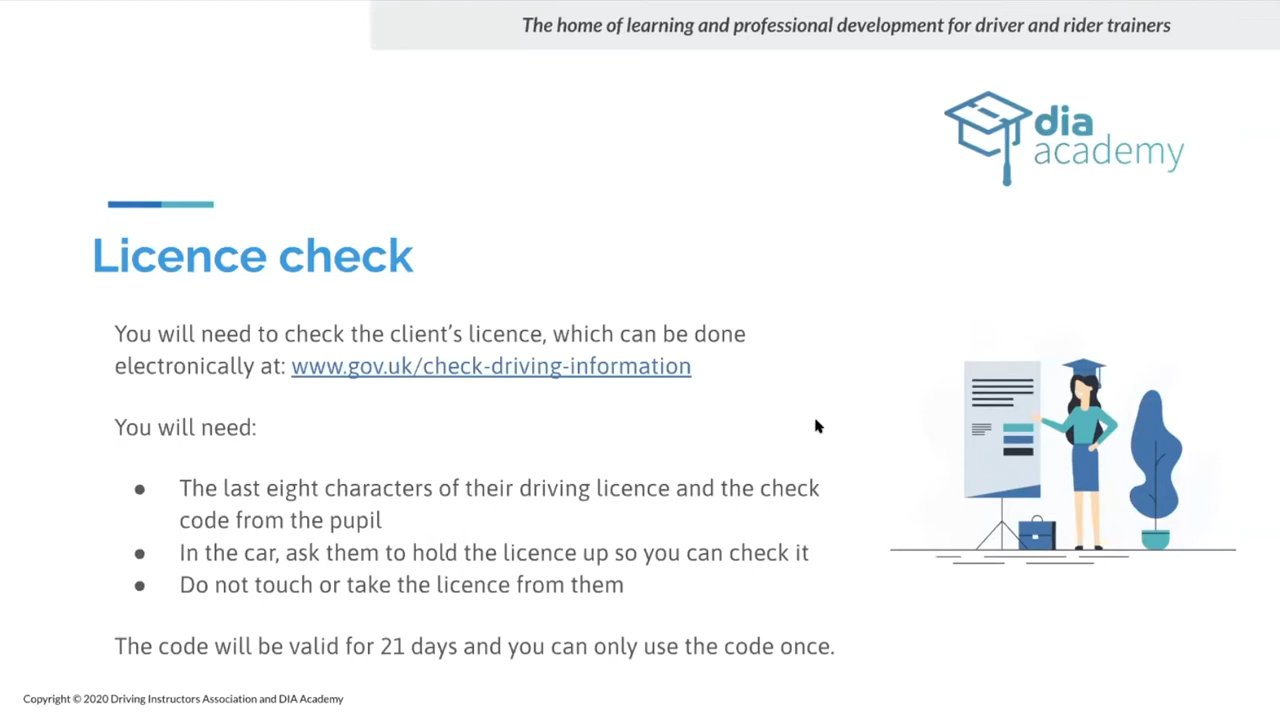 The home of learning and professional development for driver and rider trainers
dia
academy
Licence check
You will need to check the client's licence, which can be done
electronically at: www.gov.uk/check-driving-information
You will need:
● The last eight characters of their driving licence and the check
code from the pupil
● In the car, ask them to hold the licence up so you can check it
● Do not touch or take the licence from them
The code will be valid for 21 days and you can only use the code once.
Copyright © 2020 Driving Instructors Association and DIA Academy